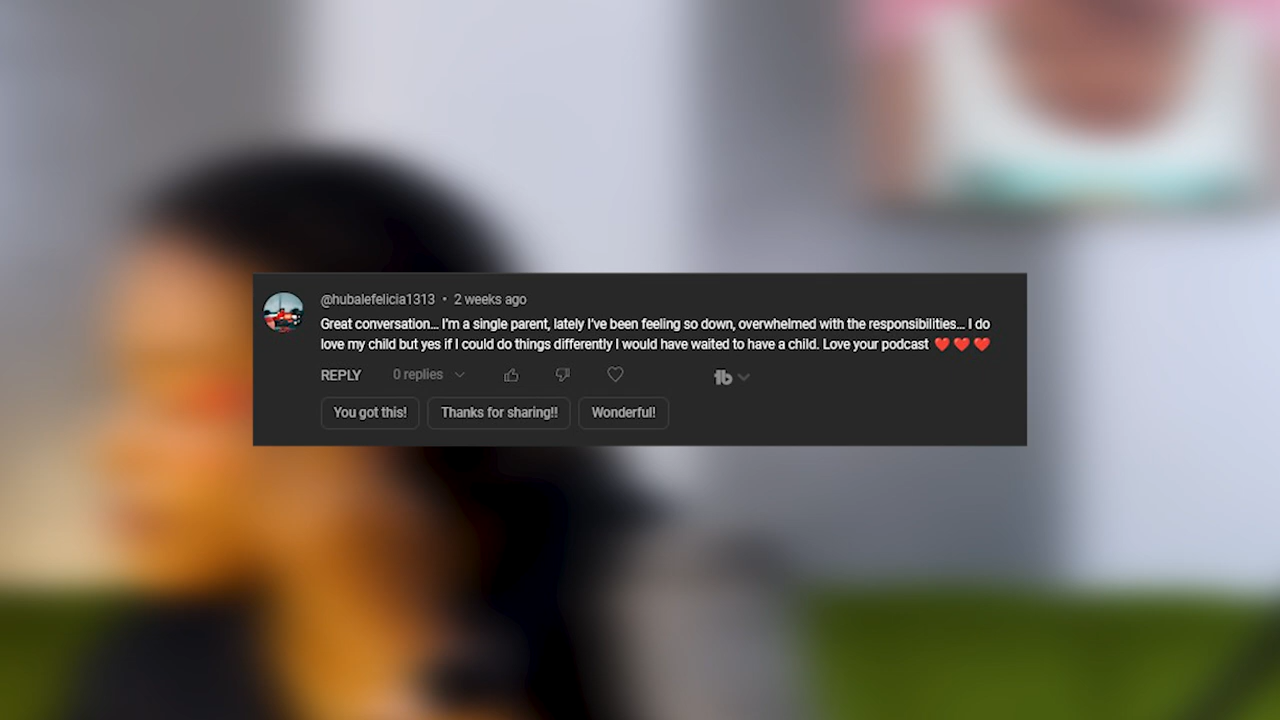 @hubalefelicia1313 • 2 weeks ago
Great conversation... I'm a single parent, lately I've been feeling so down, overwhelmed with the responsibilities... I do
love my child but yes if I could do things differently I would have waited to have a child. Love your podcast ❤️ ❤️ ❤️
REPLY 0 replies
You got this! Thanks for sharing!! Wonderful!